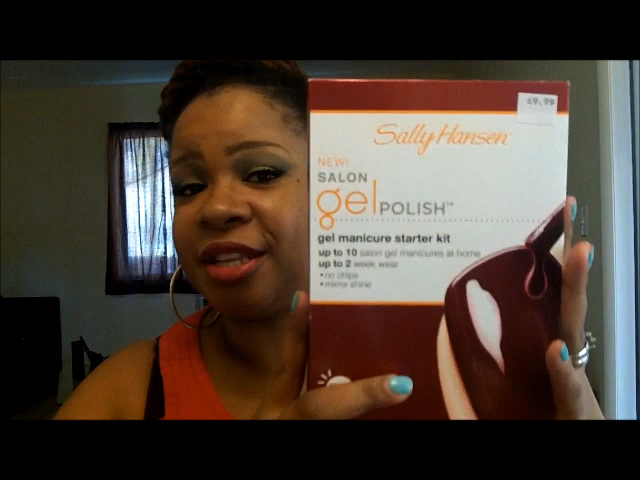 69.99
Sally Hansen
NEW!
SALON
gel POLISH™
gel manicure starter kit
up to 10 salon gel manicures at home
up to 2 week wear
• no chips
• mirror shine